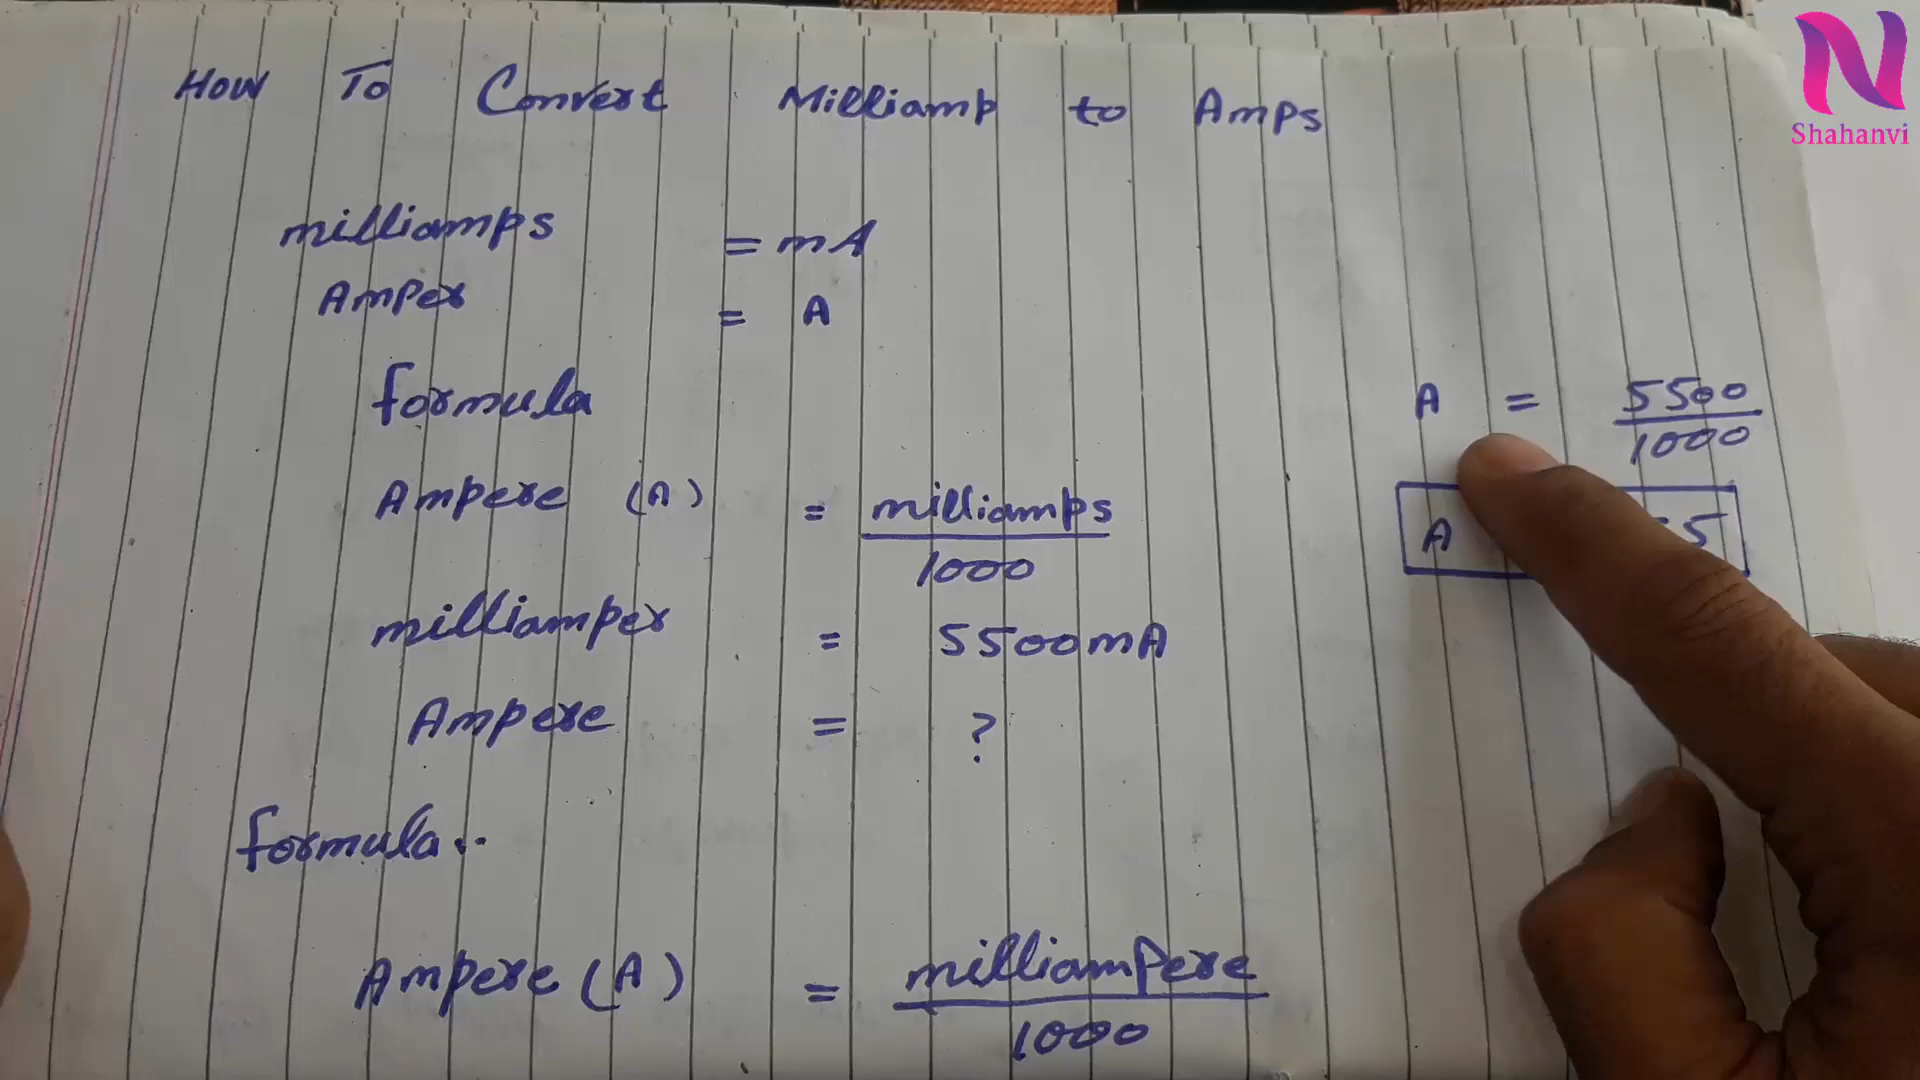 How To Convert Milliamp to Amps
milliamps = mA
Amper = A
formula
Ampere (A) = milliamps
1000
milliamper = 5500mA
Ampere = ?
formula..
Ampere (A) = milliampere
1000
A = 5500
1000
A
N
Shahanvi